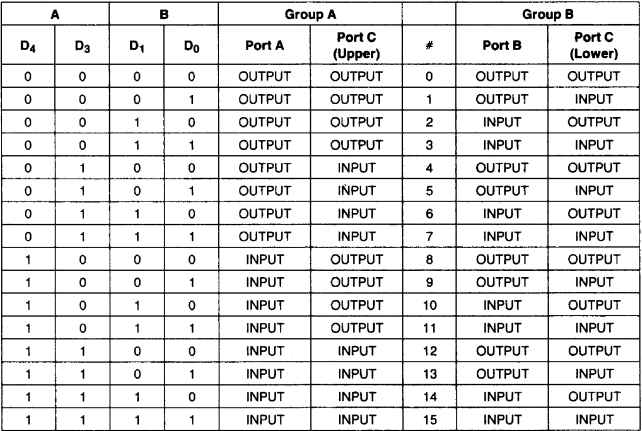 A B Group A Group B
D4 D3 D1 D0 Port A Port C (Upper) # Port B Port C (Lower)
0 0 0 0 OUTPUT OUTPUT 0 OUTPUT OUTPUT
0 0 0 1 OUTPUT OUTPUT 1 OUTPUT INPUT
0 0 1 0 OUTPUT OUTPUT 2 INPUT OUTPUT
0 0 1 1 OUTPUT OUTPUT 3 INPUT INPUT
0 1 0 0 OUTPUT INPUT 4 OUTPUT OUTPUT
0 1 0 1 OUTPUT INPUT 5 OUTPUT INPUT
0 1 1 0 OUTPUT INPUT 6 INPUT OUTPUT
0 1 1 1 OUTPUT INPUT 7 INPUT INPUT
1 0 0 0 INPUT OUTPUT 8 OUTPUT OUTPUT
1 0 0 1 INPUT OUTPUT 9 OUTPUT INPUT
1 0 1 0 INPUT OUTPUT 10 INPUT OUTPUT
1 0 1 1 INPUT OUTPUT 11 INPUT INPUT
1 1 0 0 INPUT INPUT 12 OUTPUT OUTPUT
1 1 0 1 INPUT INPUT 13 OUTPUT INPUT
1 1 1 0 INPUT INPUT 14 INPUT OUTPUT
1 1 1 1 INPUT INPUT 15 INPUT INPUT